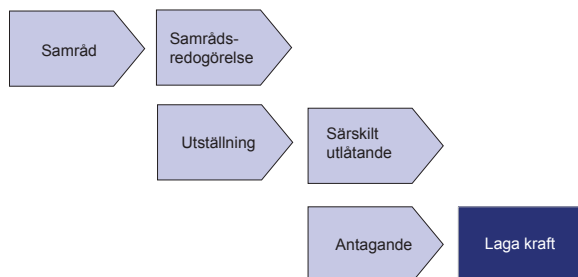 Samråd
Samråds-
redogörelse
Utställning
Särskilt
utlåtande
Antagande
Laga kraft